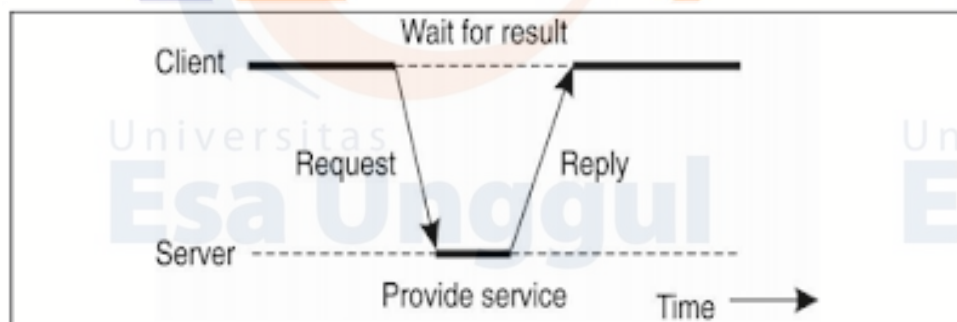 Wait for result
Client
Universitas
Esa Unggul
Request
Reply
Un
E
Server
Provide service
Time